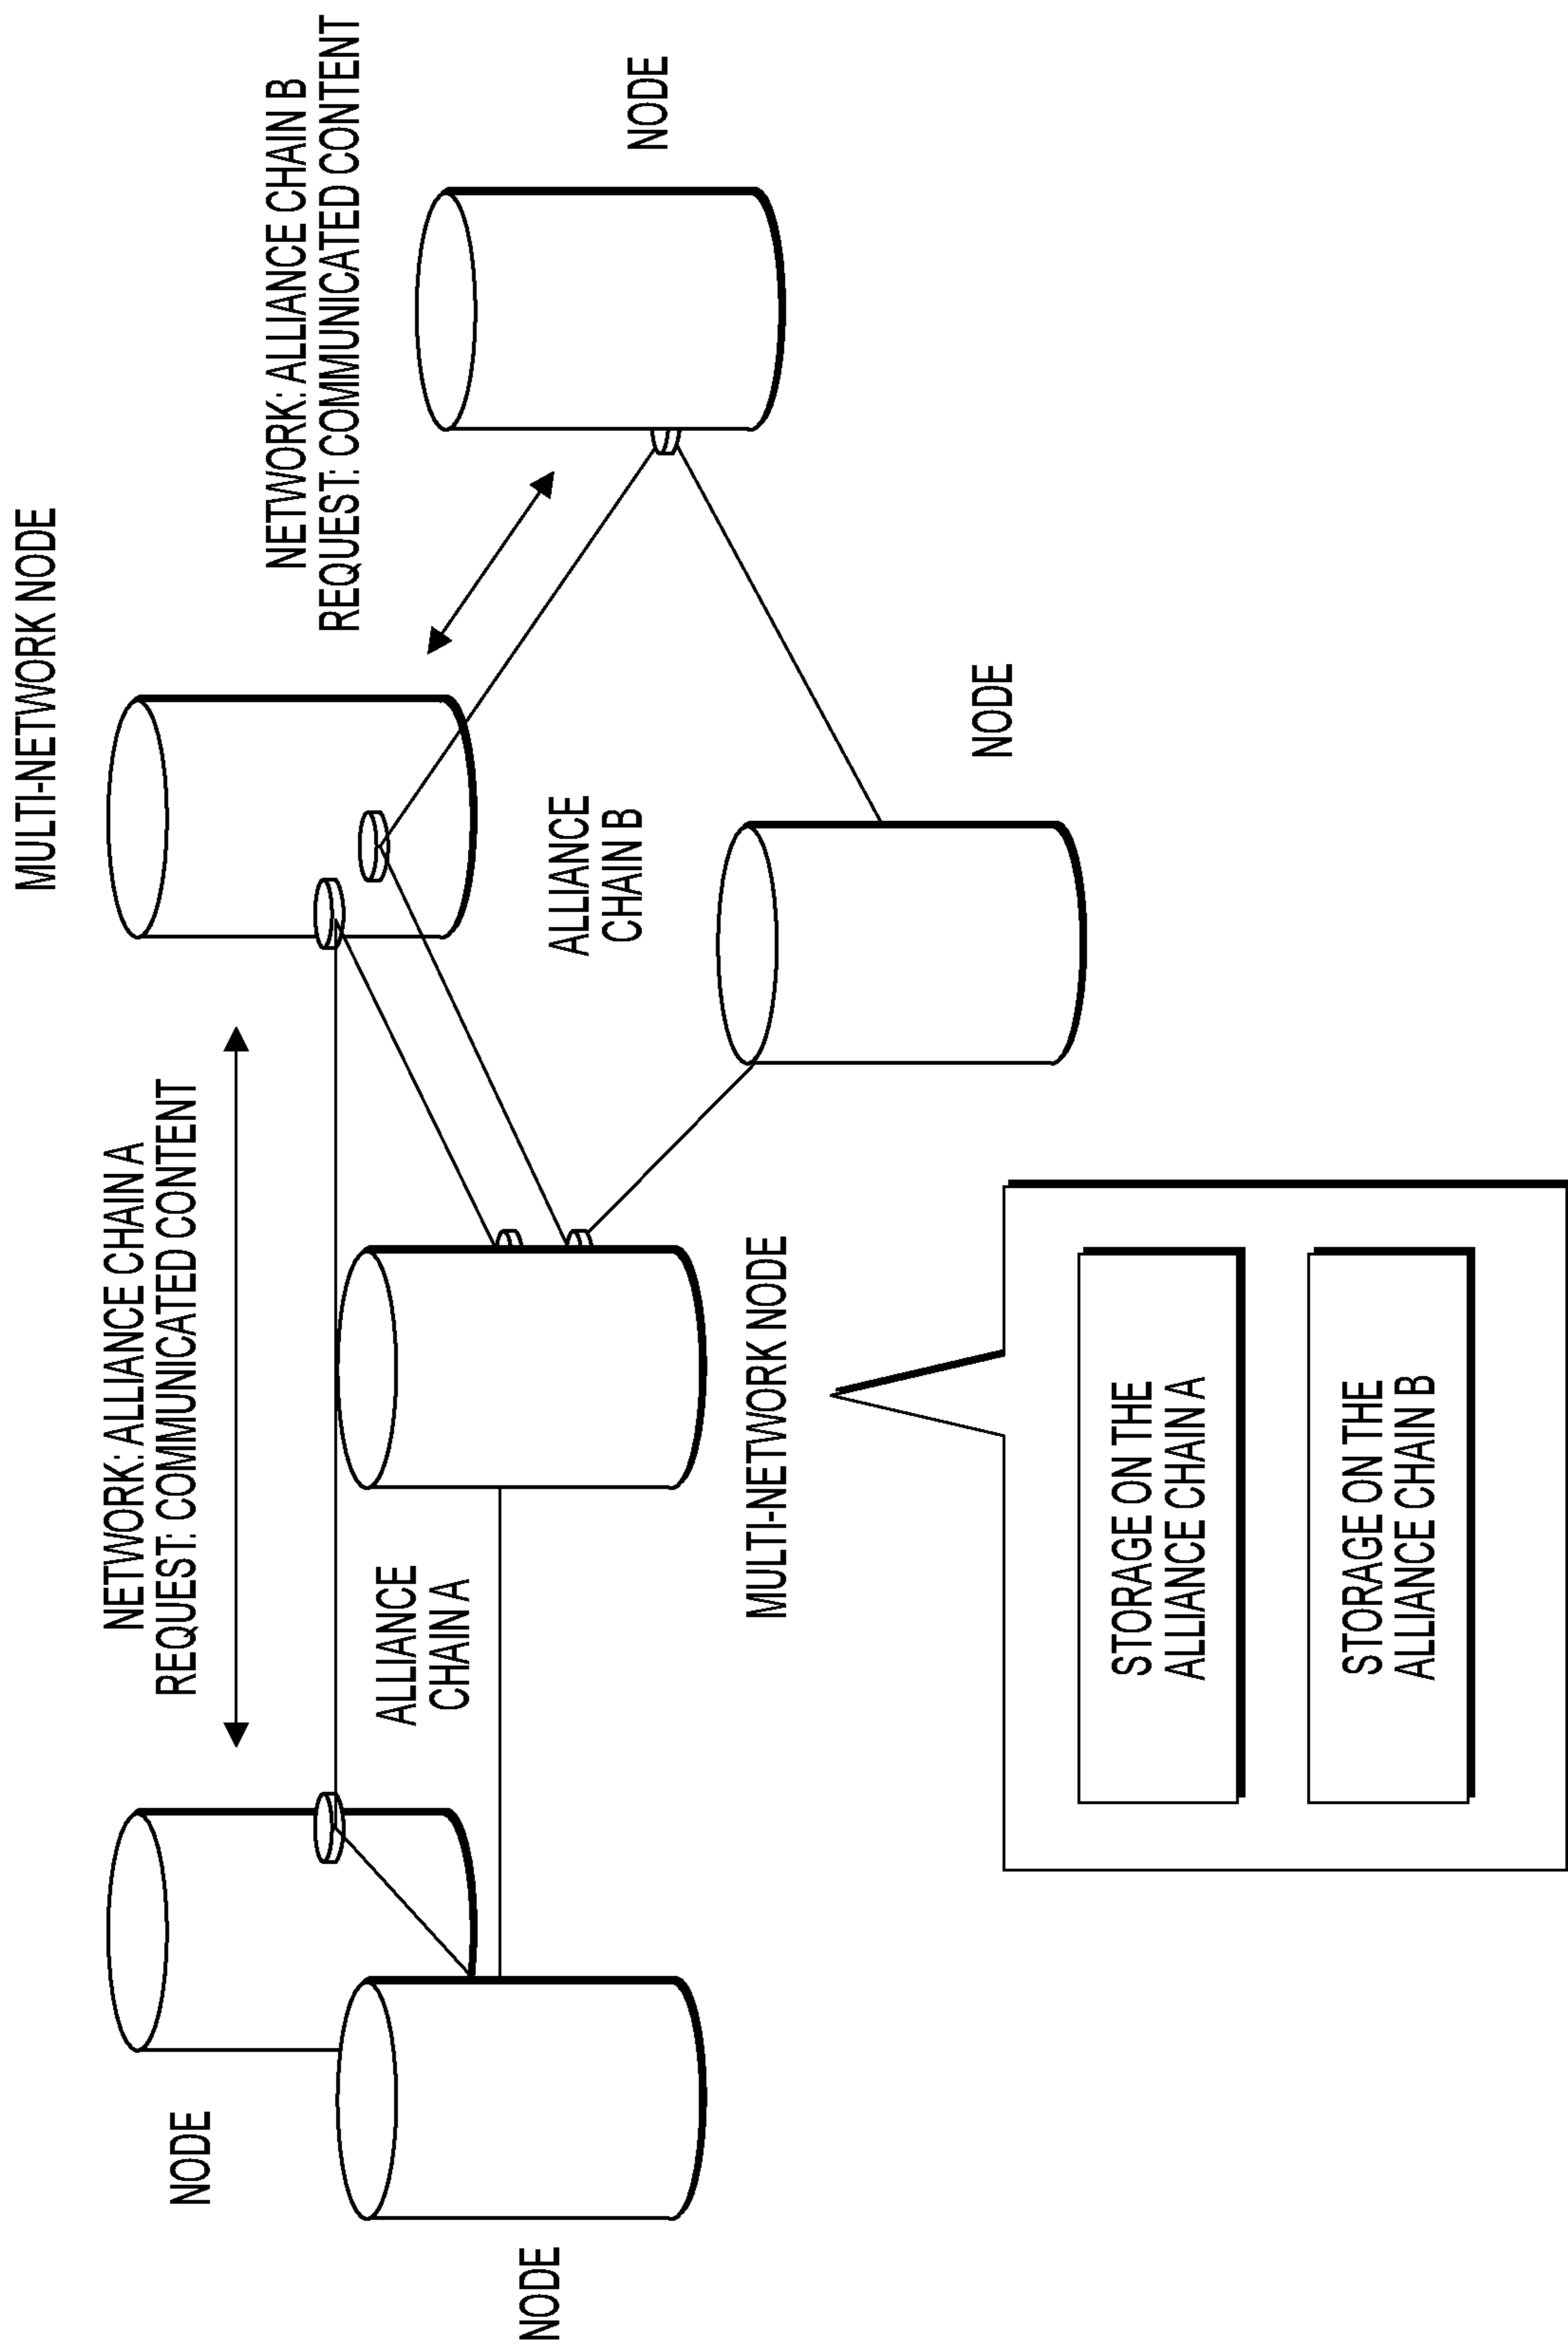 MULTI-NETWORK NODE
NETWORK: ALLIANCE CHAIN A
REQUEST: COMMUNICATED CONTENT
NETWORK: ALLIANCE CHAIN B
REQUEST: COMMUNICATED CONTENT
NODE
ALLIANCE
CHAIN A
ALLIANCE
CHAIN B
NODE
NODE
MULTI-NETWORK NODE
NODE
STORAGE ON THE
ALLIANCE CHAIN A
STORAGE ON THE
ALLIANCE CHAIN B